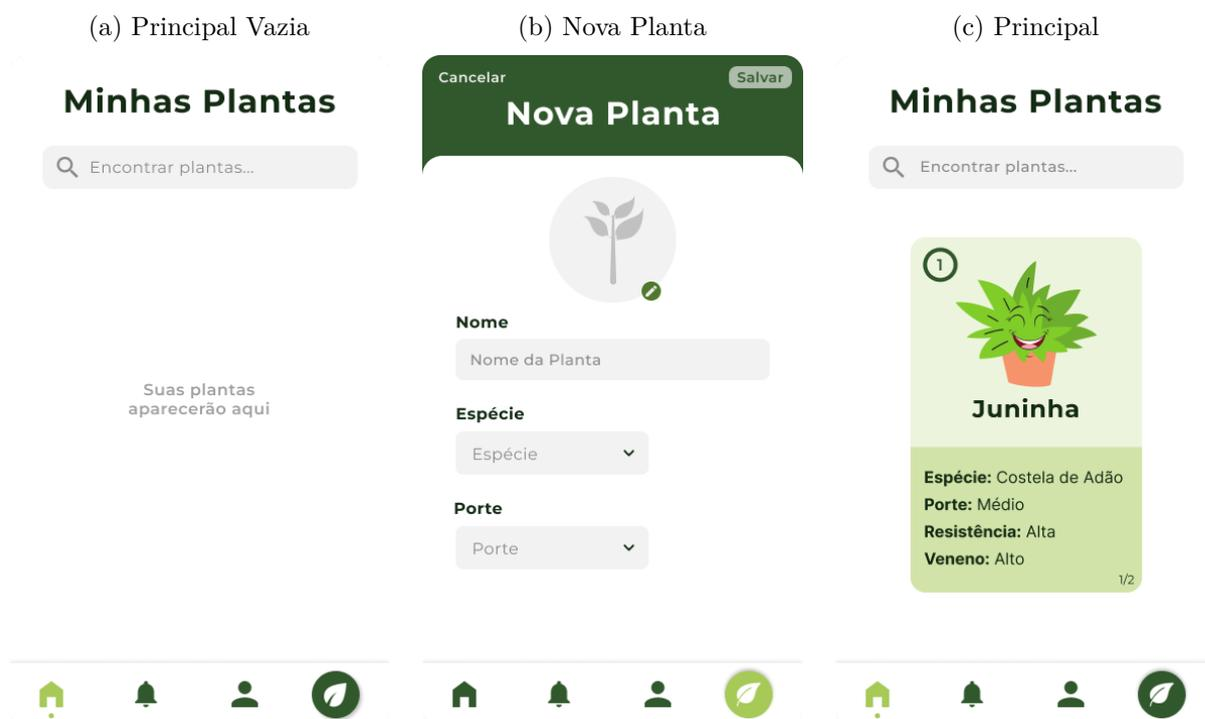 (a) Principal Vazia
Minhas Plantas
Encontrar plantas...
Suas plantas
aparecerão aqui
(b) Nova Planta
Cancelar
Salvar
Nova Planta
Nome
Nome da Planta
Espécie
Espécie
Porte
Porte
(c) Principal
Minhas Plantas
Encontrar plantas...
1
Juninha
Espécie: Costela de Adão
Porte: Médio
Resistência: Alta
Veneno: Alto
1/2